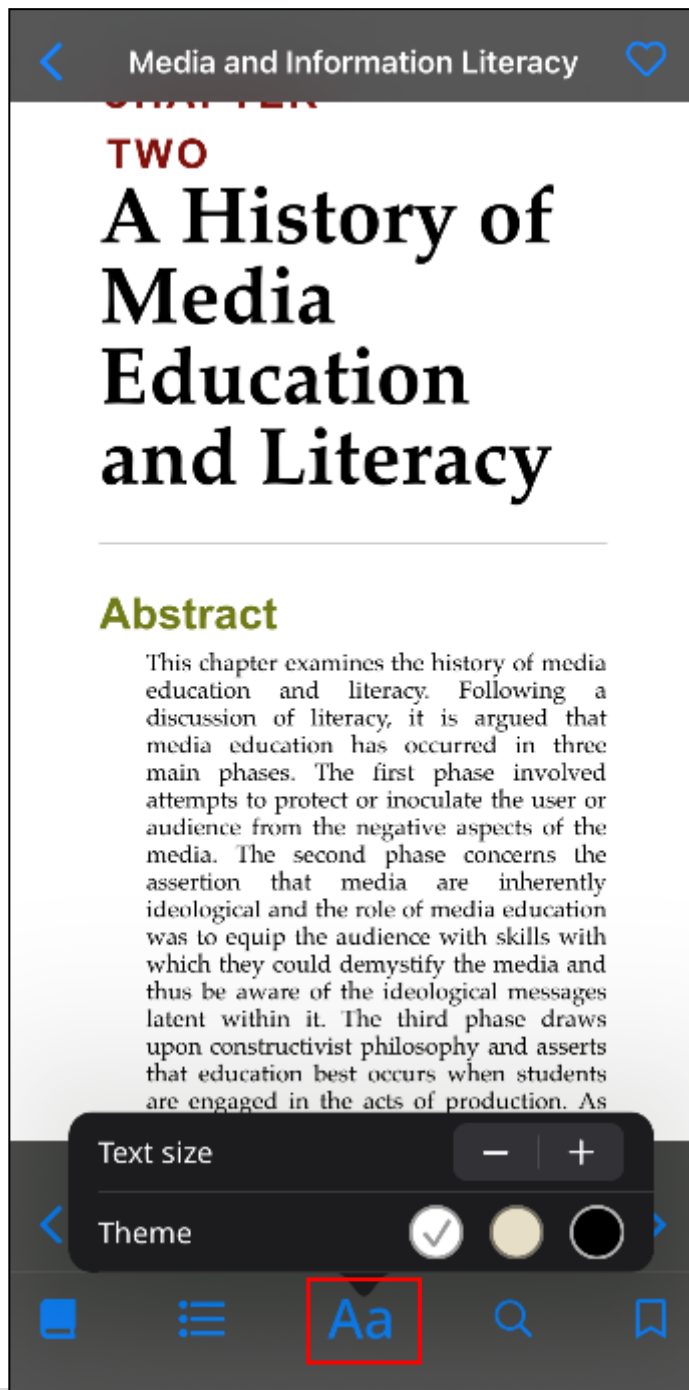 Media and Information Literacy
CHAPTER
TWO
A History of
Media
Education
and Literacy
Abstract
This chapter examines the history of media
education and literacy. Following a
discussion of literacy, it is argued that
media education has occurred in three
main phases. The first phase involved
attempts to protect or inoculate the user or
audience from the negative aspects of the
media. The second phase concerns the
assertion that media are inherently
ideological and the role of media education
was to equip the audience with skills with
which they could demystify the media and
thus be aware of the ideological messages
latent within it. The third phase draws
upon constructivist philosophy and asserts
that education best occurs when students
are engaged in the acts of production. As
Text size − +
Theme
Aa